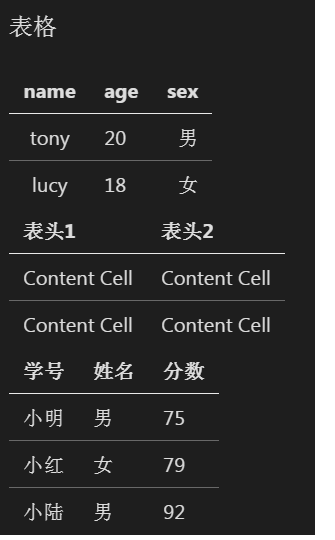 表格
name age sex
tony 20 男
lucy 18 女
表头1 表头2
Content Cell Content Cell
Content Cell Content Cell
学号 姓名 分数
小明 男 75
小红 女 79
小陆 男 92